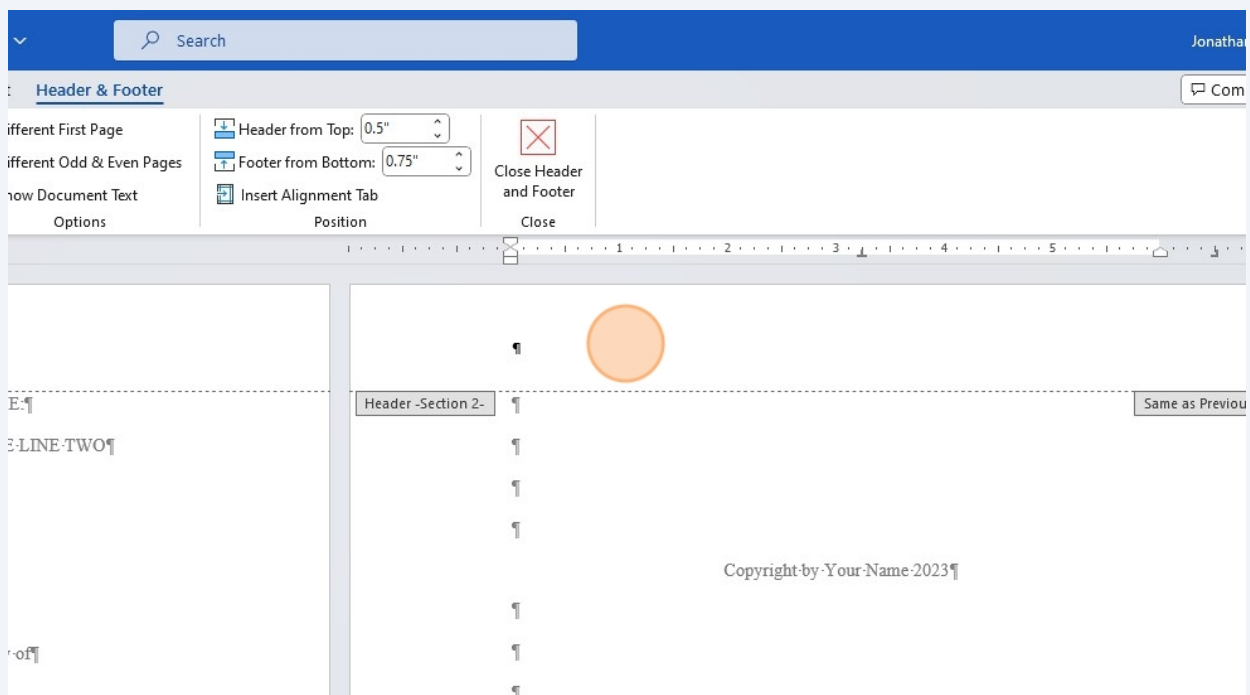 Search
Jonathan
Header & Footer
Com
ifferent First Page
Header from Top: 0.5"
ifferent Odd & Even Pages
Footer from Bottom: 0.75"
Close Header
and Footer
how Document Text
Insert Alignment Tab
Options
Position
Close
1 2 3 4 5
¶
E:¶
Header -Section 2-
¶
Same as Previou
E·LINE·TWO¶
¶
¶
¶
Copyright·by·Your·Name·2023¶
¶
of¶
¶
¶